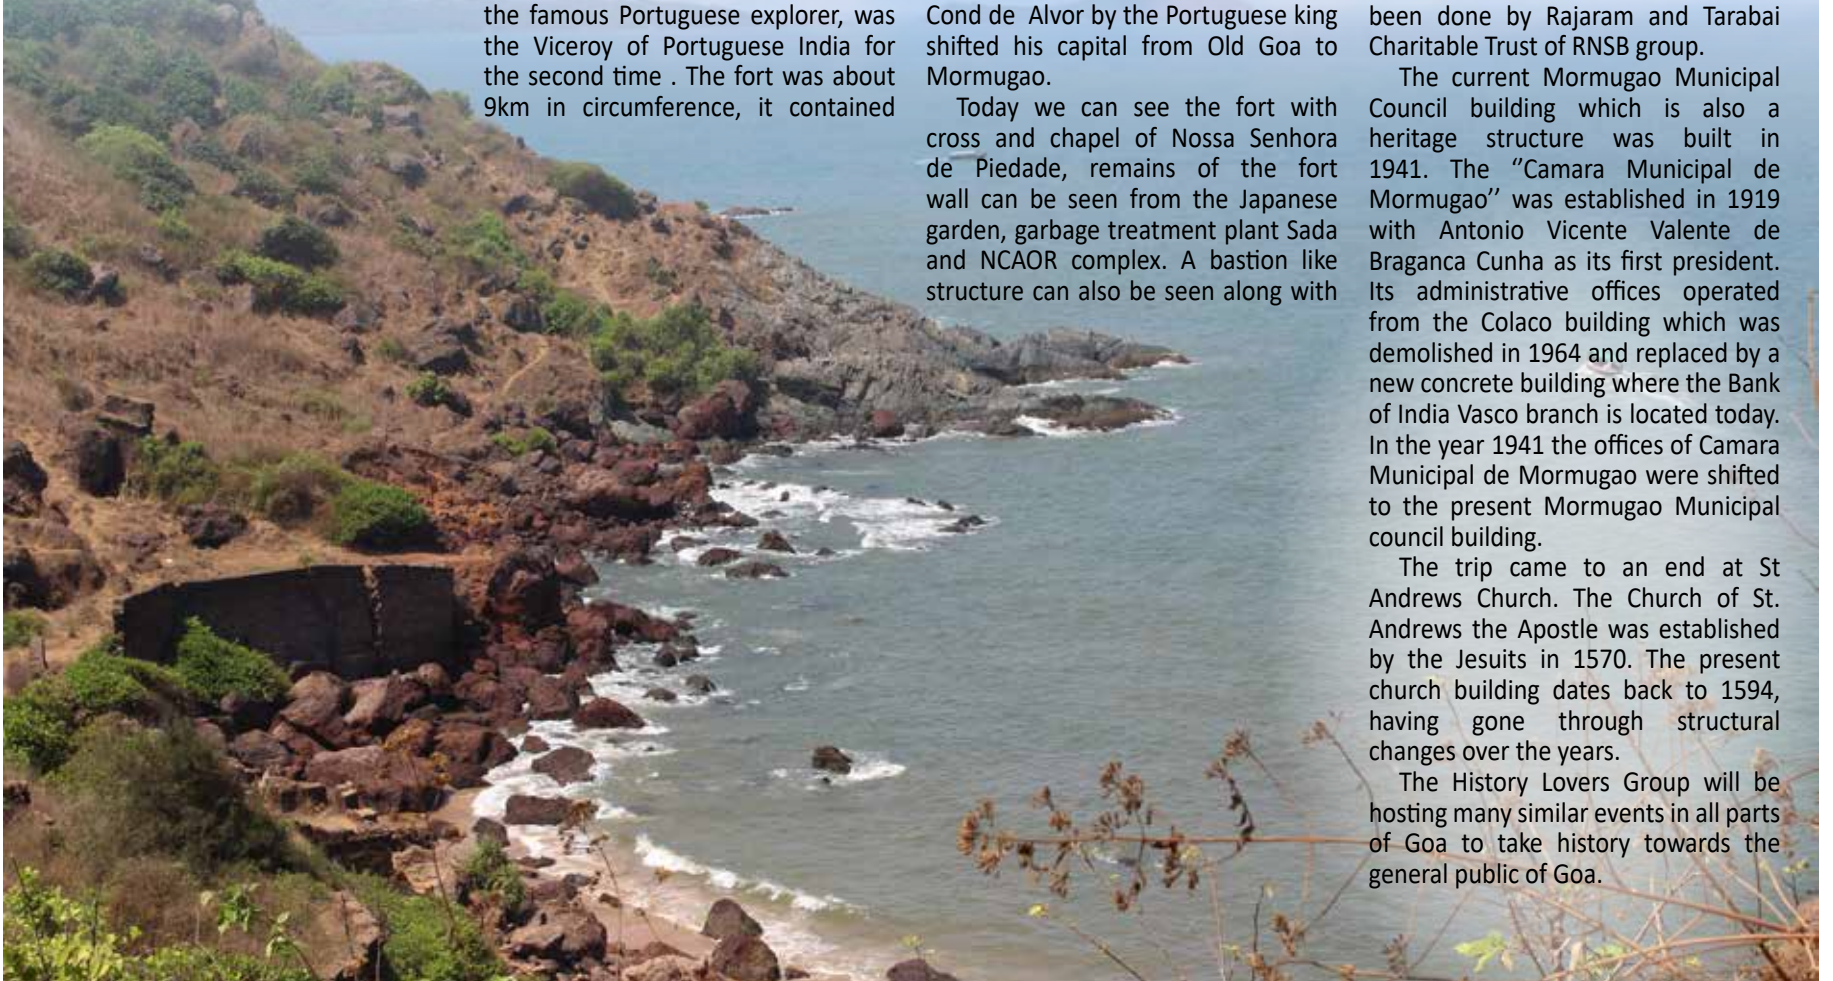 the famous Portuguese explorer, was
the Viceroy of Portuguese India for
the second time . The fort was about
9km in circumference, it contained
Cond de Alvor by the Portuguese king
shifted his capital from Old Goa to
Mormugao.
Today we can see the fort with
cross and chapel of Nossa Senhora
de Piedade, remains of the fort
wall can be seen from the Japanese
garden, garbage treatment plant Sada
and NCAOR complex. A bastion like
structure can also be seen along with
been done by Rajaram and Tarabai
Charitable Trust of RNSB group.
The current Mormugao Municipal
Council building which is also a
heritage structure was built in
1941. The ‘’Camara Municipal de
Mormugao’’ was established in 1919
with Antonio Vicente Valente de
Braganca Cunha as its first president.
Its administrative offices operated
from the Colaco building which was
demolished in 1964 and replaced by a
new concrete building where the Bank
of India Vasco branch is located today.
In the year 1941 the offices of Camara
Municipal de Mormugao were shifted
to the present Mormugao Municipal
council building.
The trip came to an end at St
Andrews Church. The Church of St.
Andrews the Apostle was established
by the Jesuits in 1570. The present
church building dates back to 1594,
having gone through structural
changes over the years.
The History Lovers Group will be
hosting many similar events in all parts
of Goa to take history towards the
general public of Goa.